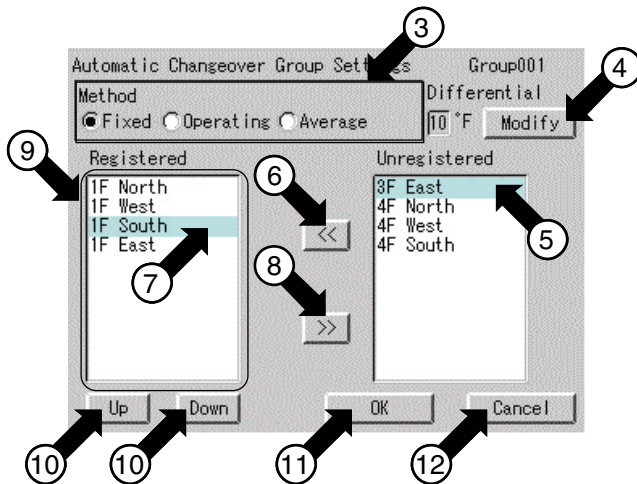 3
Automatic Changeover Group Set gs Group001
4
Method
Differential
Fixed Operating Average
10 °F Modify
9
Registered
6
Unregistered
1F North
1F West
1F South
1F East
<<
3F East
4F North
4F West
4F South
5
7
8
>>
Up Down OK Cancel
10 10 11 12